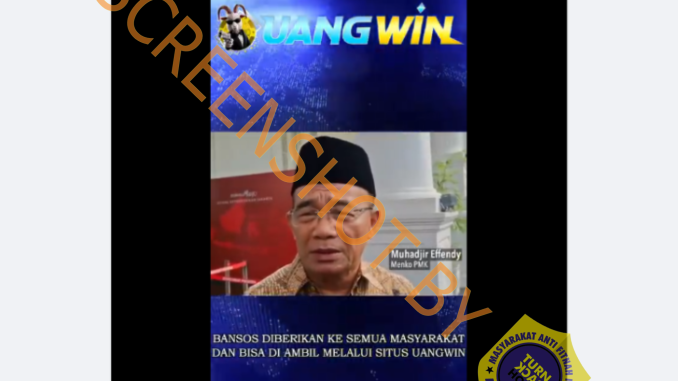 UANGWIN
SCREENSHOT BY
Muhadjir Effendy
Menko PMK
BANSOS DIBERIKAN KE SEMUA MASYARAKAT
DAN BISA DI AMBIL MELALUI SITUS UANGWIN
MASYARAKAT ANTI FITNAH
TURN